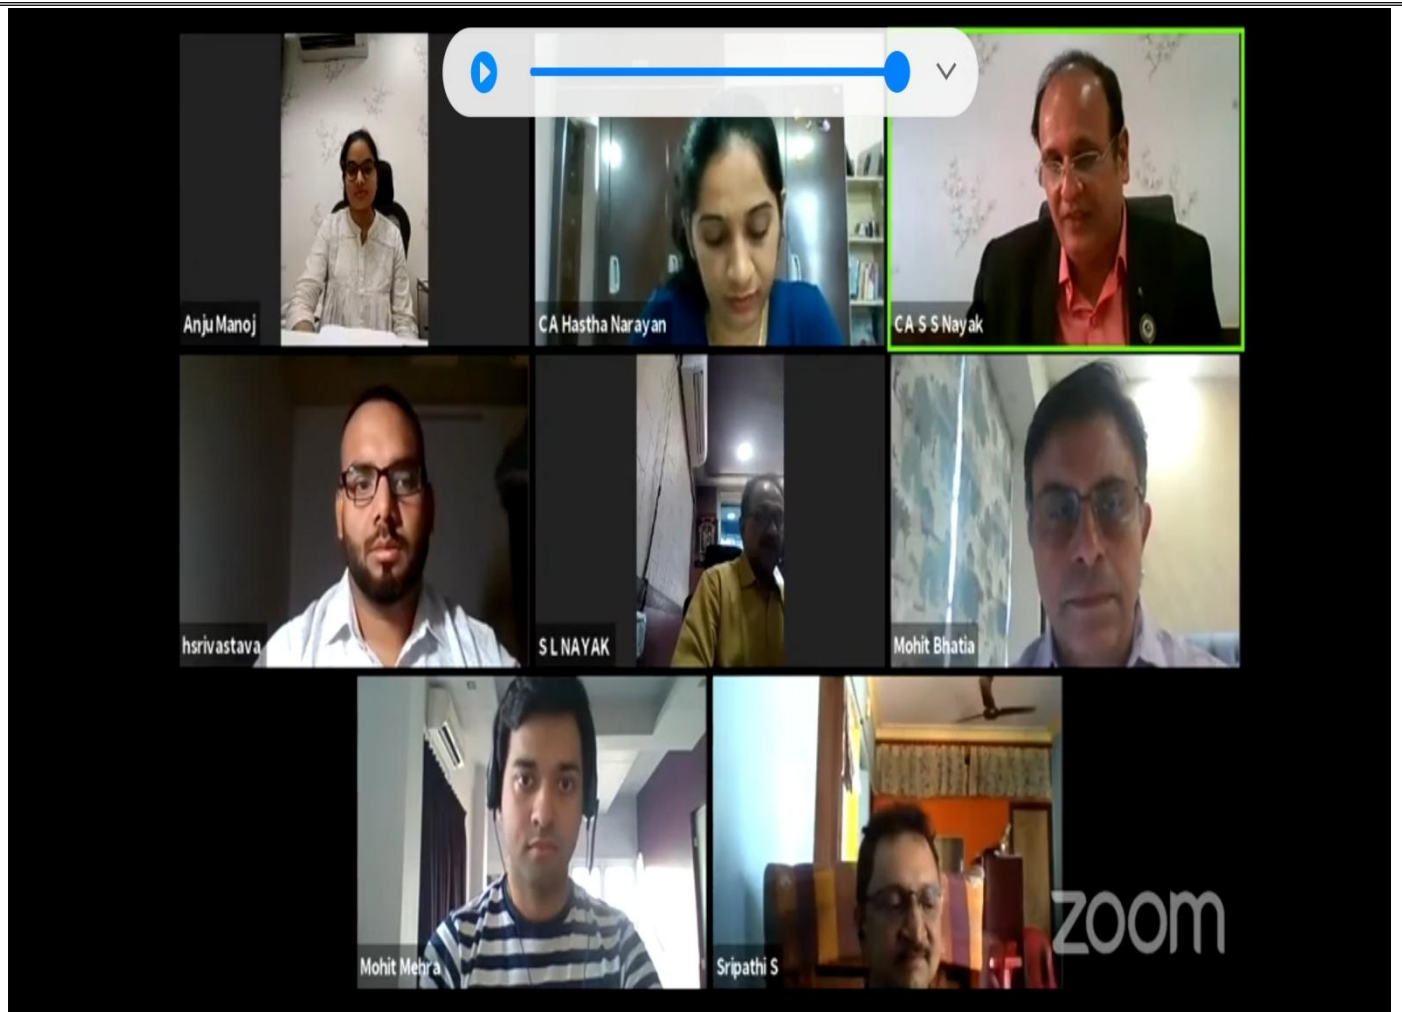 Anju Manoj
CA Hastha Narayan
CA S S Nayak
hsrivastava
S L NAYAK
Mohit Bhatia
Mohit Mehra
Sripathi S
zoom